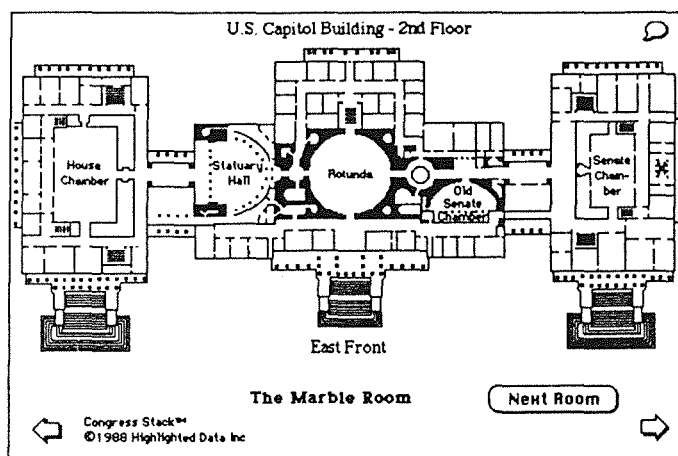 U.S. Capitol Building - 2nd Floor
House
Chamber
Statuary
Hall
Rotunda
Old
Senate
Chamber
Senate
Cham-
ber
East Front
The Marble Room
Next Room
Congress Stack™
©1988 Highlighted Data Inc